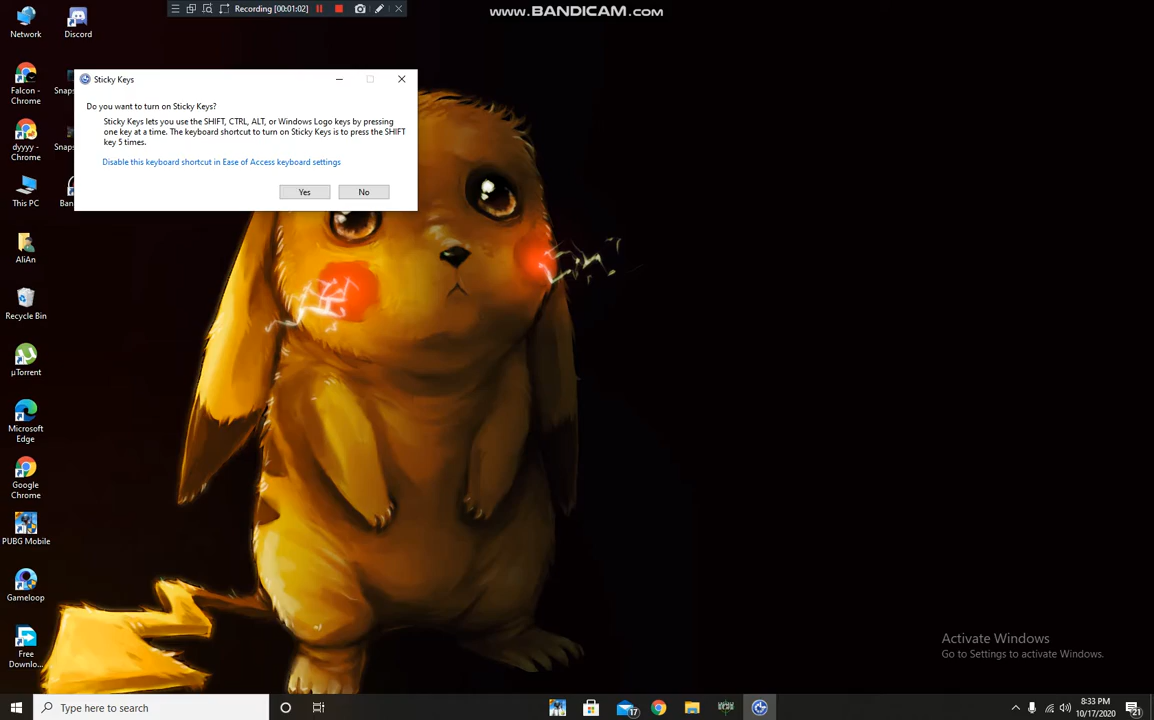 Recording [00:01:02]
www.BANDICAM.com
Network
Discord
Falcon -
Chrome
Snaps
dyyyy -
Chrome
Snaps
This PC
Ban
AliAn
Recycle Bin
µTorrent
Microsoft
Edge
Google
Chrome
PUBG Mobile
Gameloop
Free
Downlo...
Sticky Keys
Do you want to turn on Sticky Keys?
Sticky Keys lets you use the SHIFT, CTRL, ALT, or Windows Logo keys by pressing
one key at a time. The keyboard shortcut to turn on Sticky Keys is to press the SHIFT
key 5 times.
Disable this keyboard shortcut in Ease of Access keyboard settings
Yes
No
Activate Windows
Go to Settings to activate Windows.
Type here to search
17
8:33 PM
10/17/2020
21